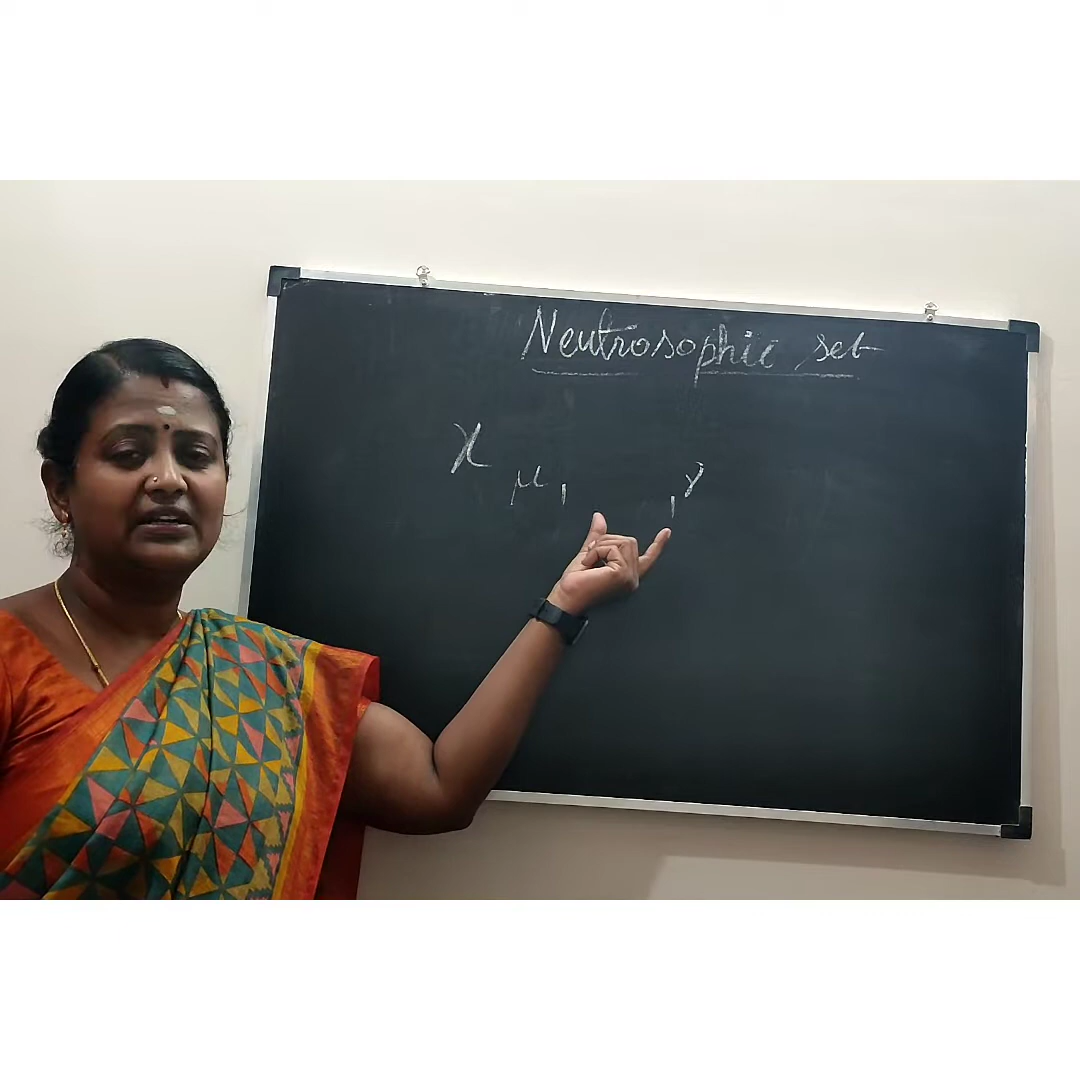 Neutrosophic set
x
μ, , γ